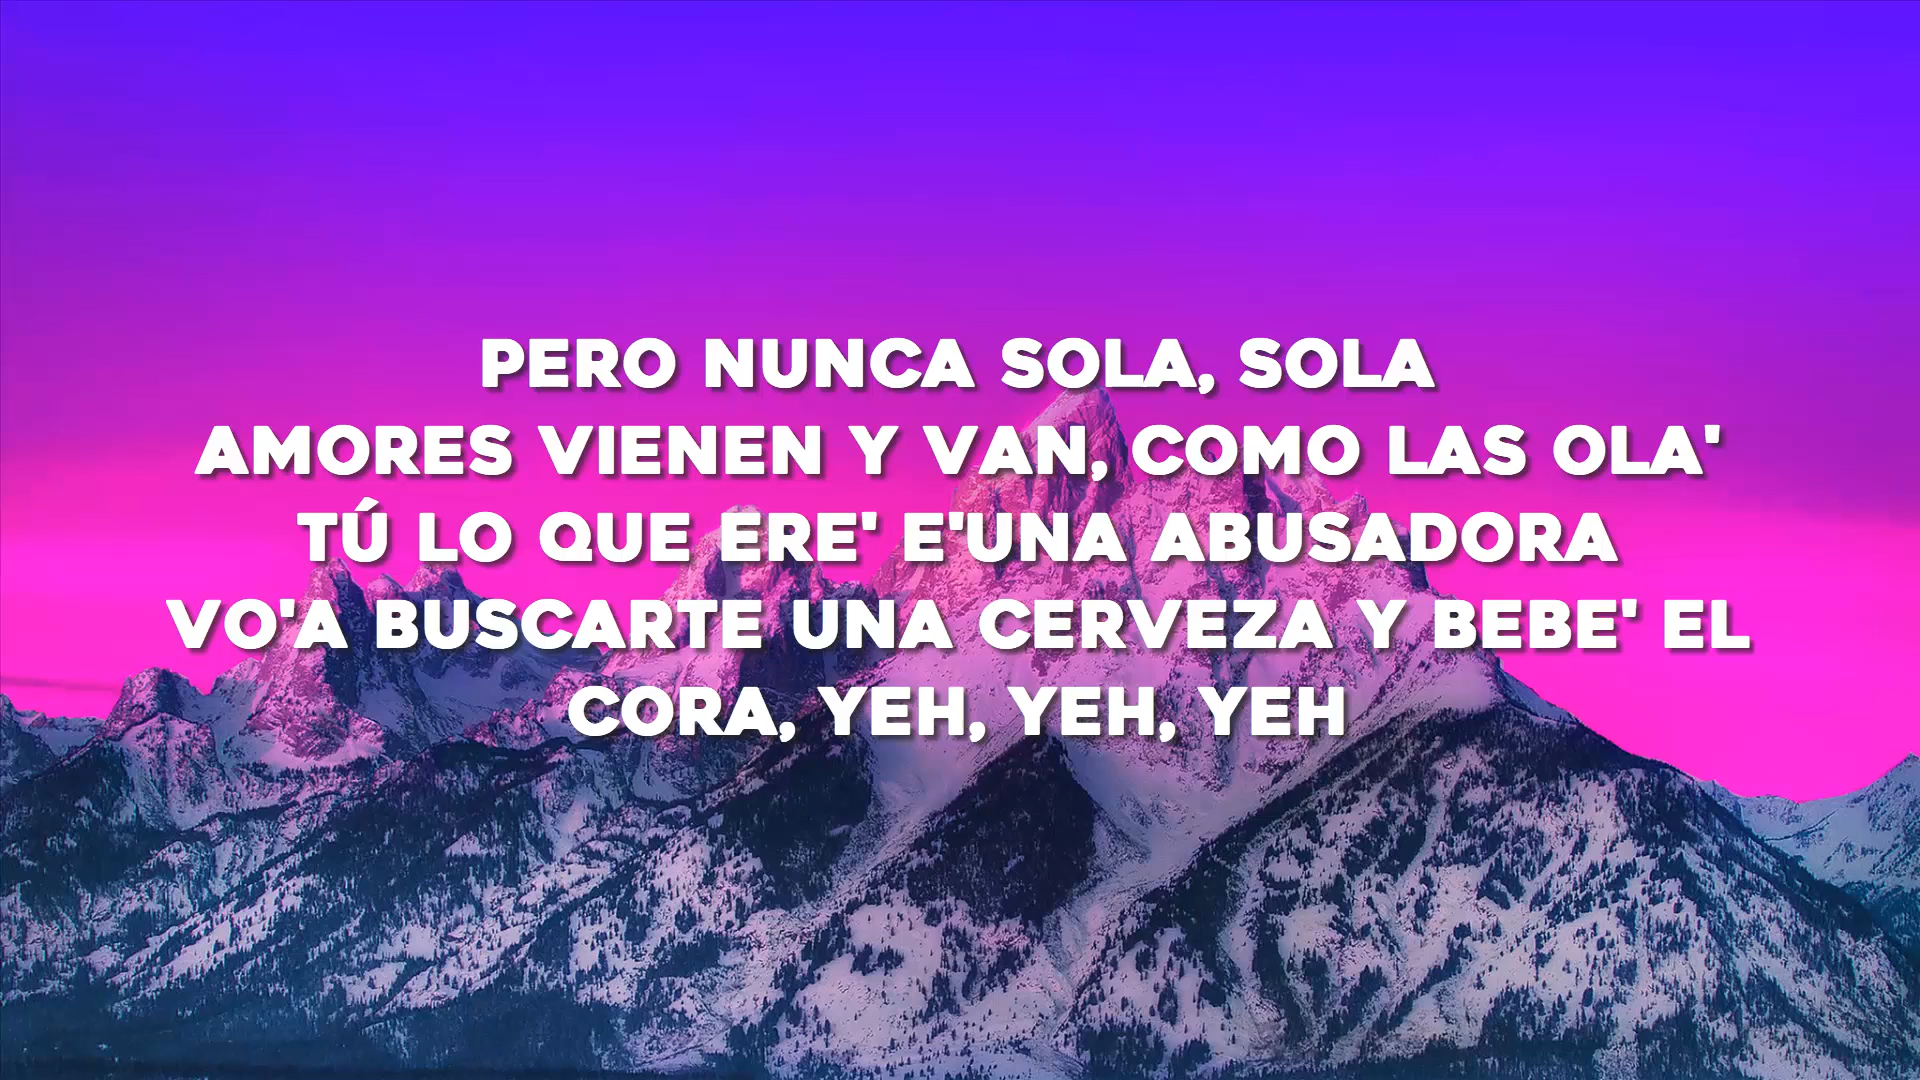 PERO NUNCA SOLA, SOLA
AMORES VIENEN Y VAN, COMO LAS OLA'
TÚ LO QUE ERE' E'UNA ABUSADORA
VO'A BUSCARTE UNA CERVEZA Y BEBE' EL
CORA, YEH, YEH, YEH